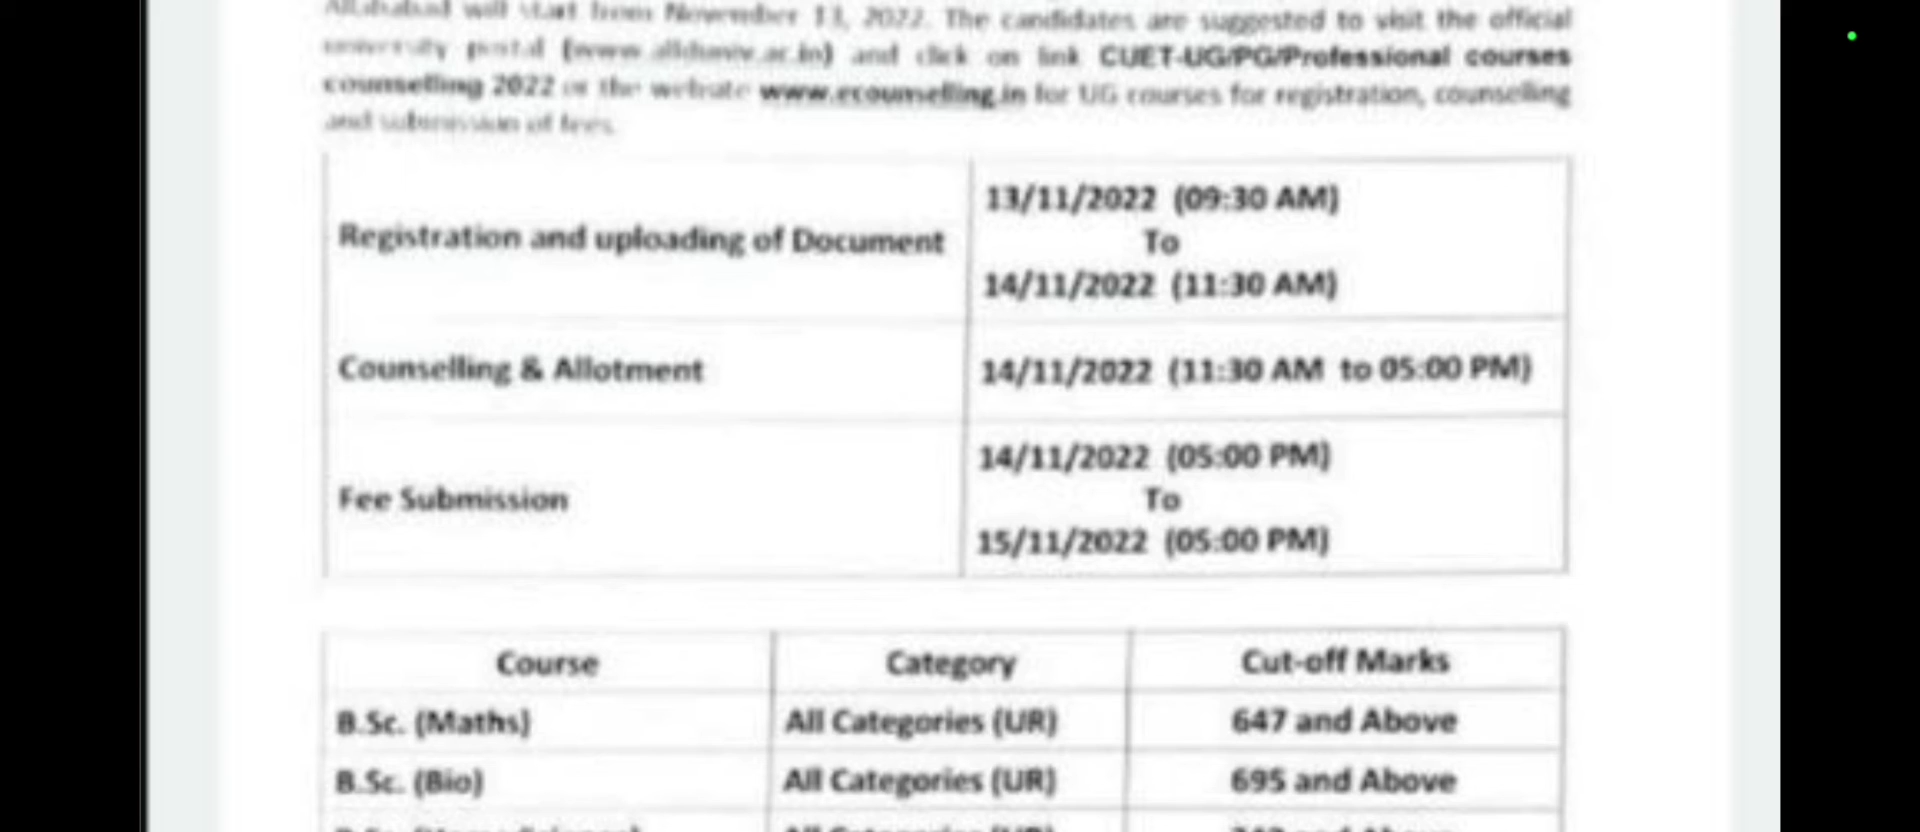 Allahabad will start from November 13, 2022. The candidates are suggested to visit the official
university portal (www.allduniv.ac.in) and click on link CUET-UG/PG/Professional courses
counselling 2022 or the website www.ecounselling.in for UG courses for registration, counselling
and submission of fees.
Registration and uploading of Document
13/11/2022 (09:30 AM)
To
14/11/2022 (11:30 AM)
Counselling & Allotment
14/11/2022 (11:30 AM to 05:00 PM)
Fee Submission
14/11/2022 (05:00 PM)
To
15/11/2022 (05:00 PM)
Course Category Cut-off Marks
B.Sc. (Maths) All Categories (UR) 647 and Above
B.Sc. (Bio) All Categories (UR) 695 and Above